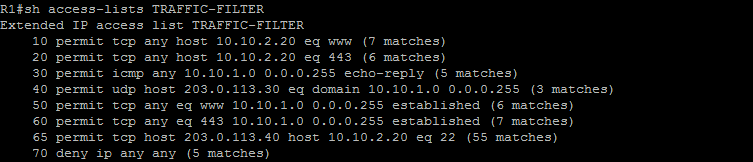 R1#sh access-lists TRAFFIC-FILTER
Extended IP access list TRAFFIC-FILTER
10 permit tcp any host 10.10.2.20 eq www (7 matches)
20 permit tcp any host 10.10.2.20 eq 443 (6 matches)
30 permit icmp any 10.10.1.0 0.0.0.255 echo-reply (5 matches)
40 permit udp host 203.0.113.30 eq domain 10.10.1.0 0.0.0.255 (3 matches)
50 permit tcp any eq www 10.10.1.0 0.0.0.255 established (6 matches)
60 permit tcp any eq 443 10.10.1.0 0.0.0.255 established (7 matches)
65 permit tcp host 203.0.113.40 host 10.10.2.20 eq 22 (55 matches)
70 deny ip any any (5 matches)